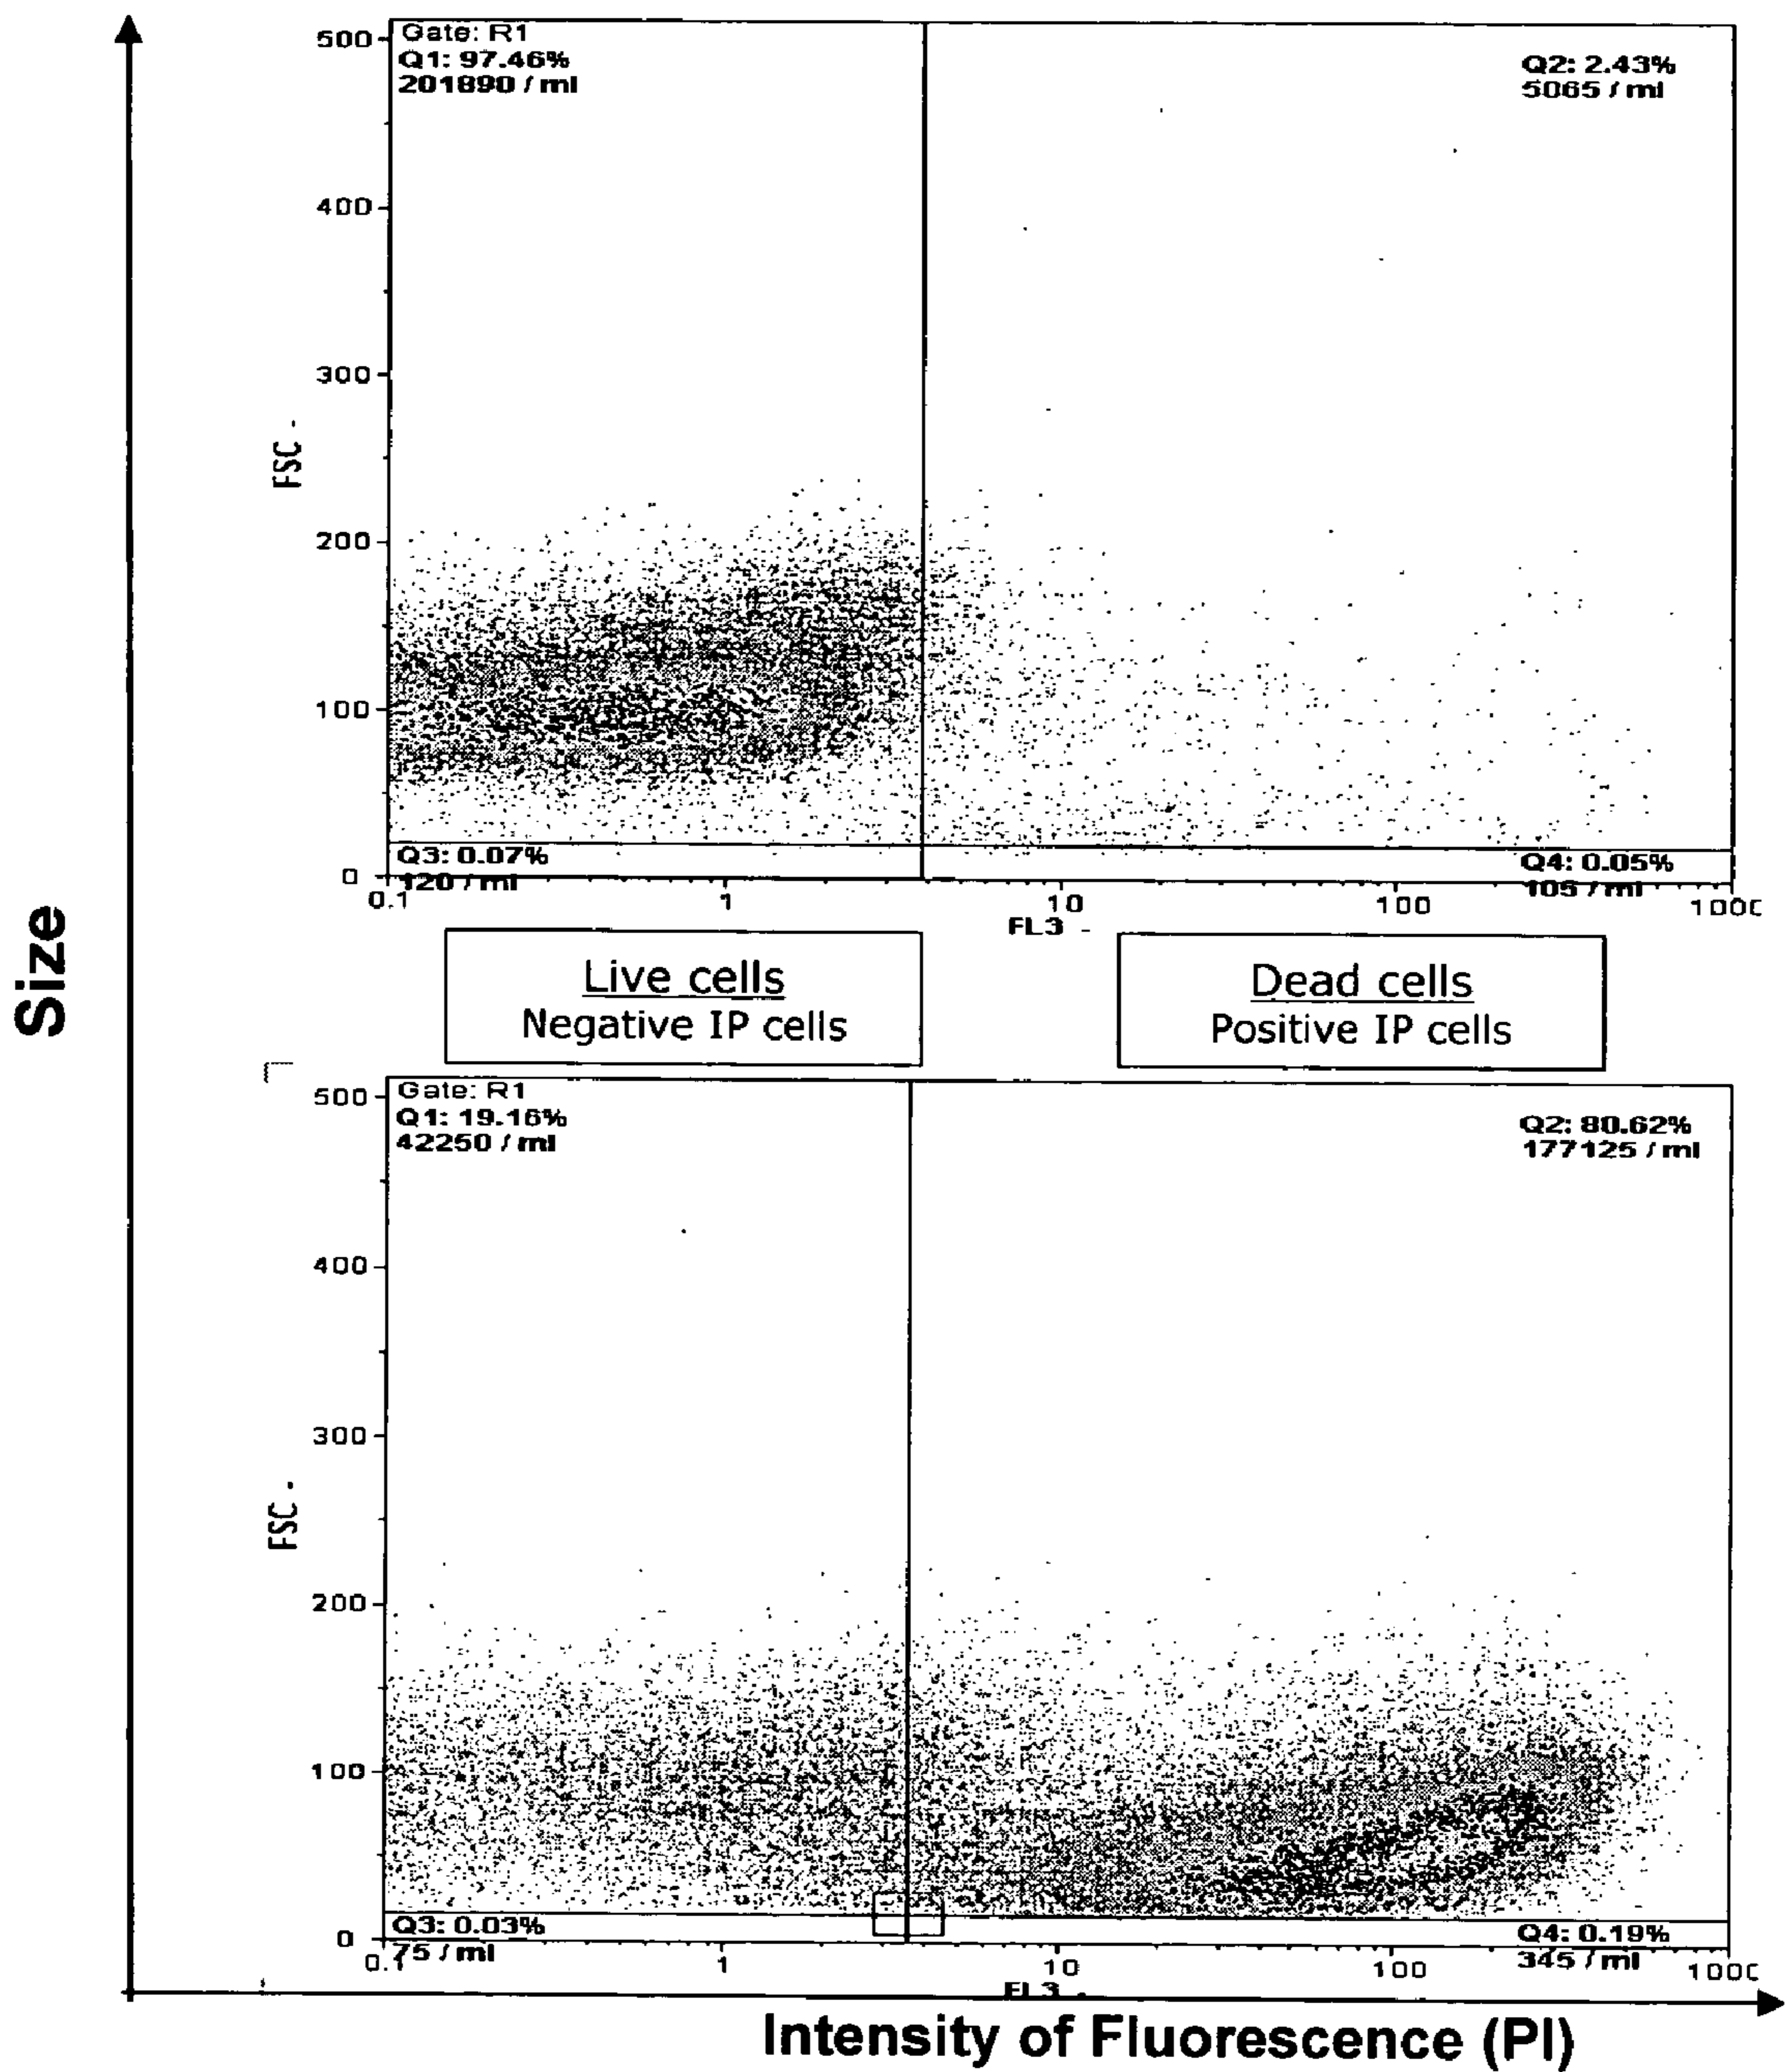 Size
500
Gate: R1
Q1: 97.46%
201890 / ml
Q2: 2.43%
5065 / ml
400
300
FSC -
200
100
0
Q3: 0.07%
120 / ml
Q4: 0.05%
105 / ml
0.1
1
10
100
FL3 -
Live cells
Negative IP cells
Dead cells
Positive IP cells
500
Gate: R1
Q1: 19.16%
42250 / ml
Q2: 80.62%
177125 / ml
400
300
FSC -
200
100
0
Q3: 0.03%
75 / ml
Q4: 0.19%
345 / ml
0.1
1
10
100
FL3 -
Intensity of Fluorescence (PI)